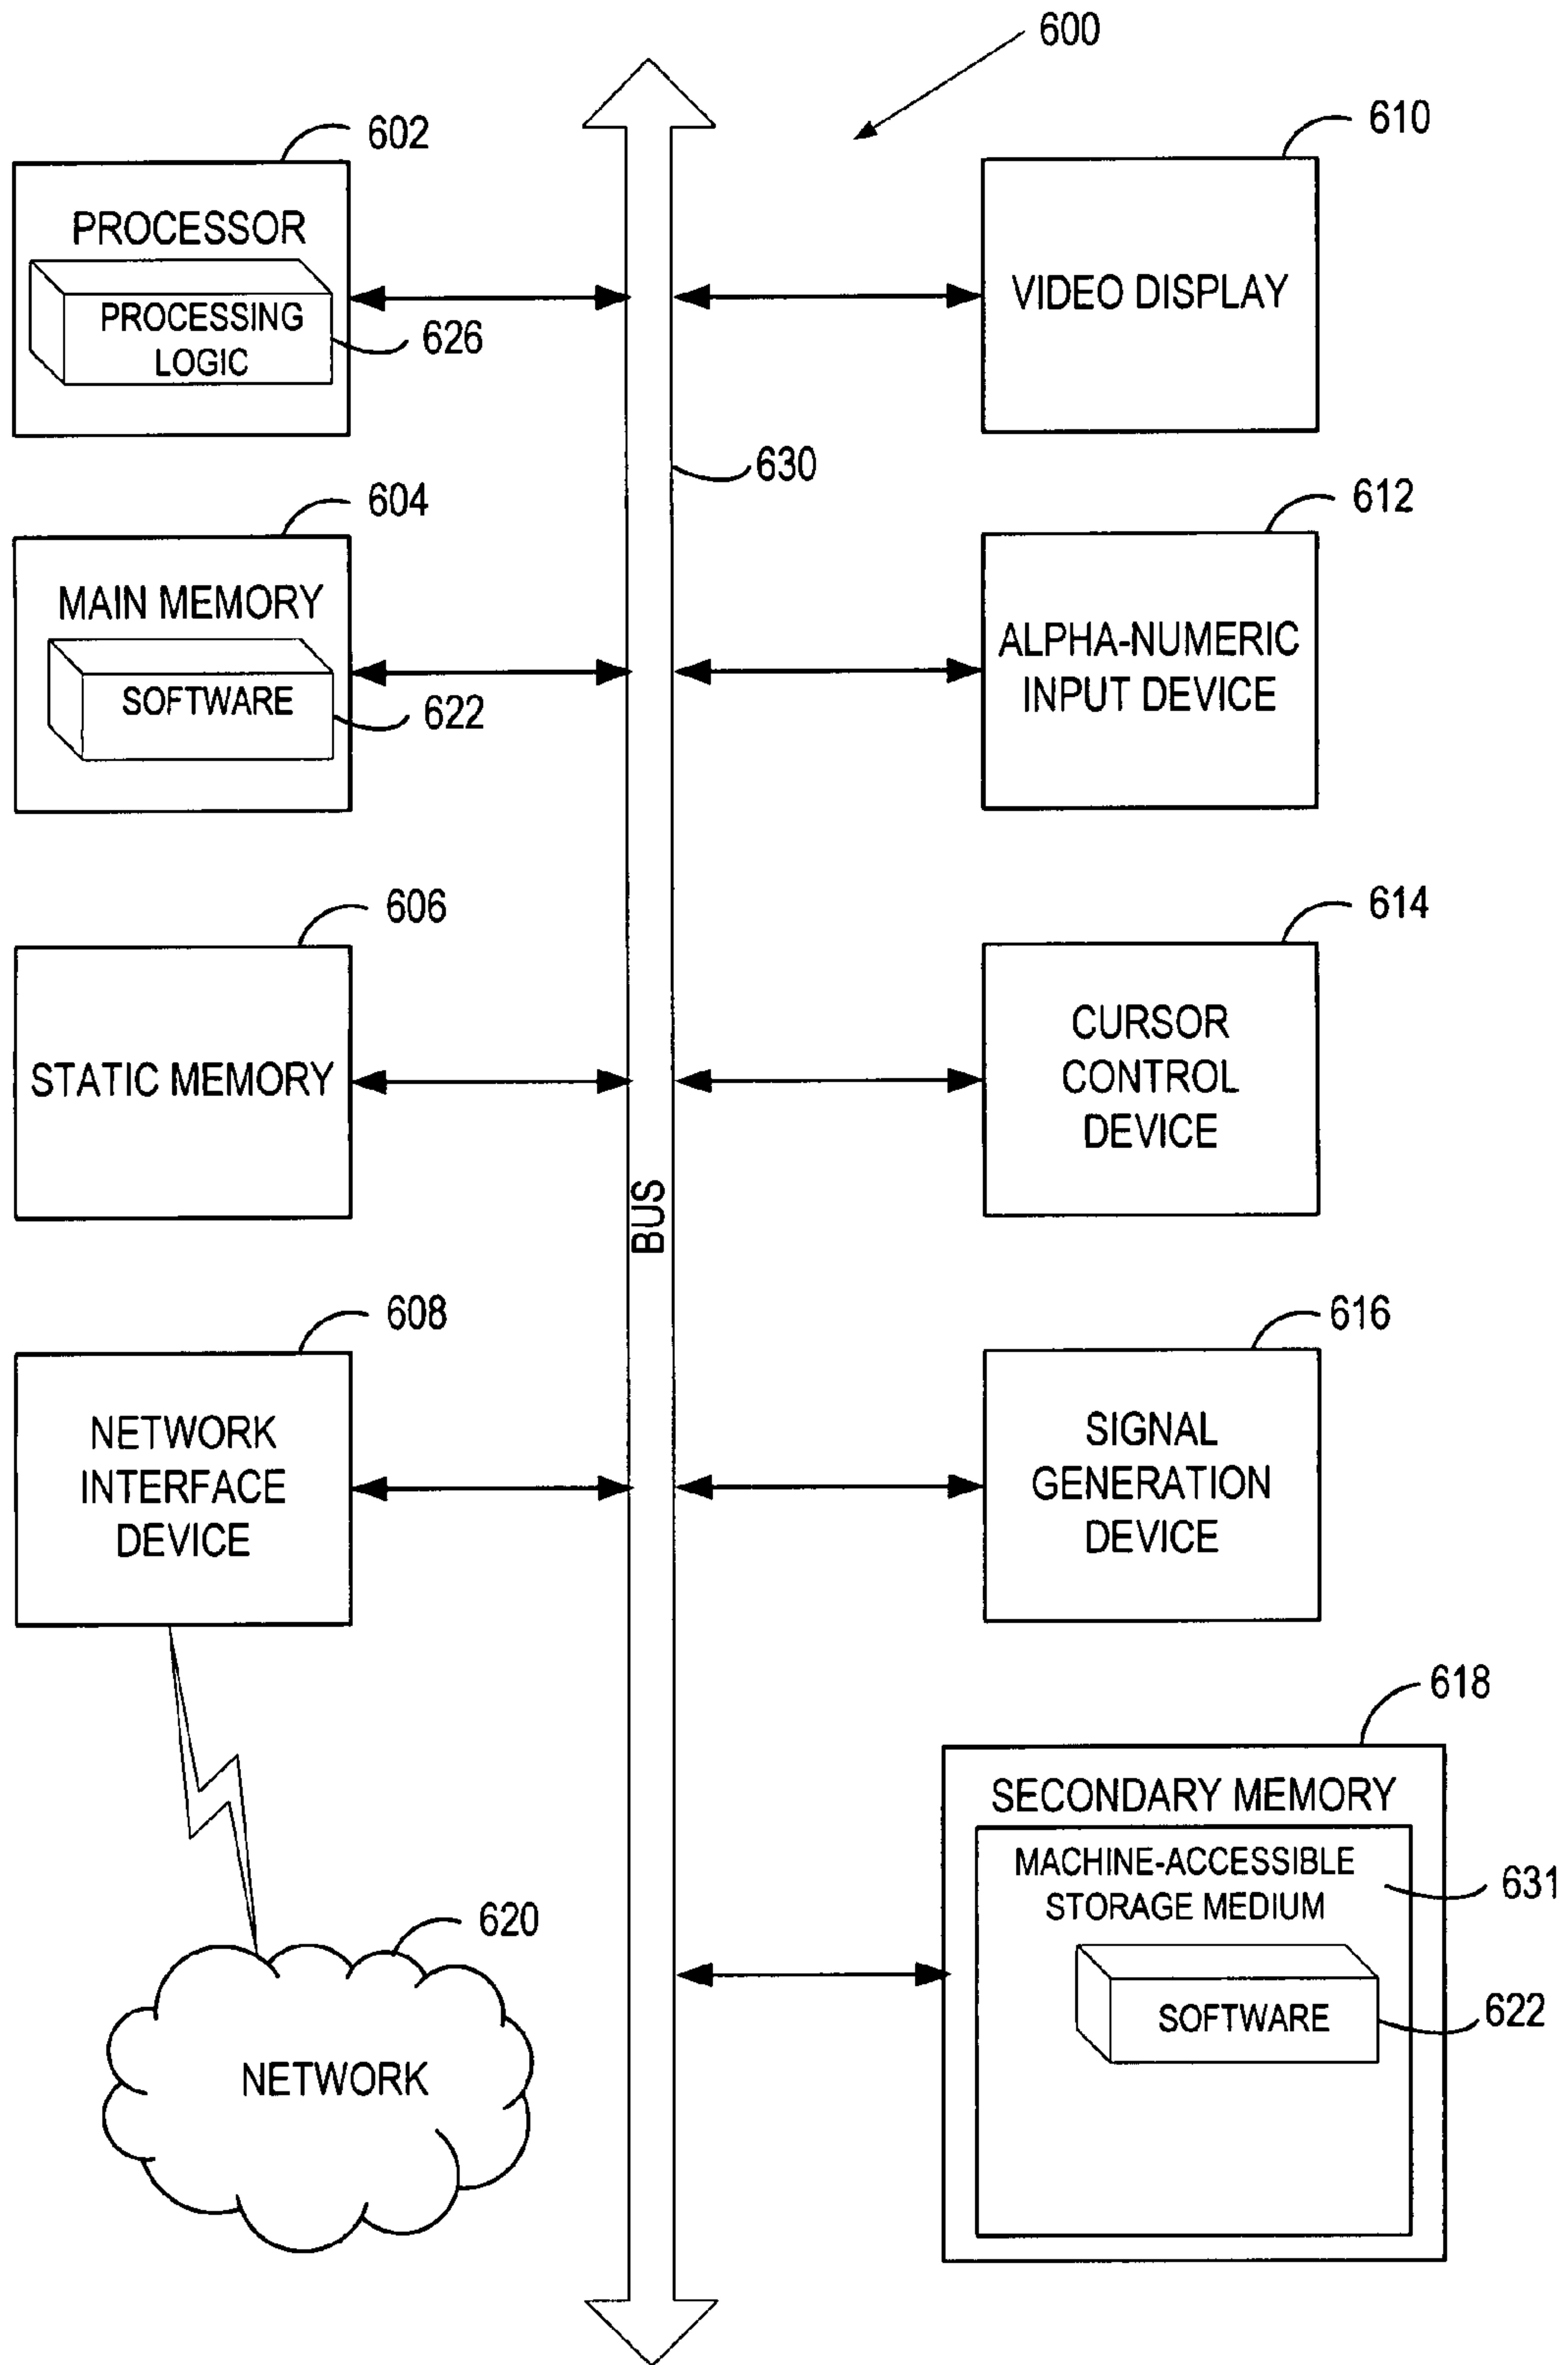 600
602
PROCESSOR
PROCESSING
LOGIC
626
610
VIDEO DISPLAY
630
604
MAIN MEMORY
SOFTWARE
622
612
ALPHA-NUMERIC
INPUT DEVICE
606
STATIC MEMORY
614
CURSOR
CONTROL
DEVICE
BUS
608
NETWORK
INTERFACE
DEVICE
616
SIGNAL
GENERATION
DEVICE
618
SECONDARY MEMORY
MACHINE-ACCESSIBLE
STORAGE MEDIUM
631
SOFTWARE
622
620
NETWORK